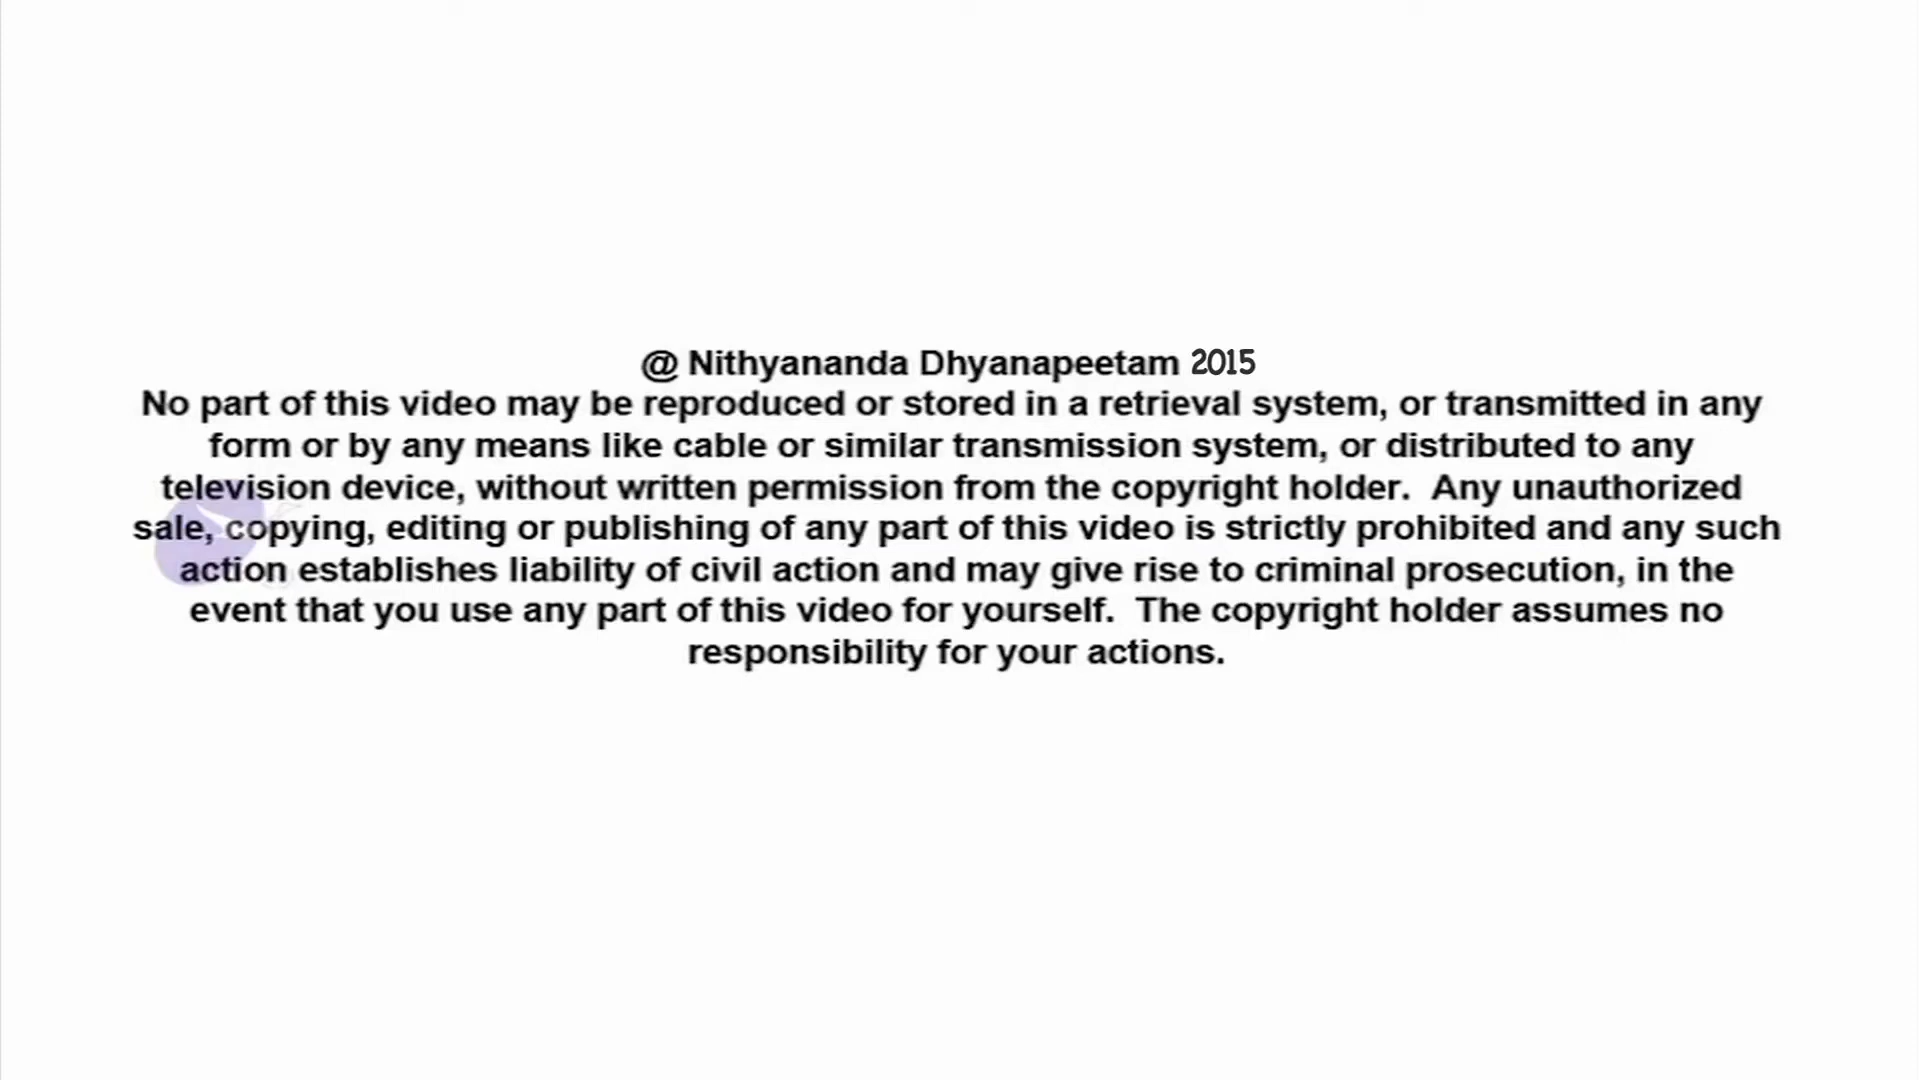 @ Nithyananda Dhyanapeetam 2015
No part of this video may be reproduced or stored in a retrieval system, or transmitted in any
form or by any means like cable or similar transmission system, or distributed to any
television device, without written permission from the copyright holder.  Any unauthorized
sale, copying, editing or publishing of any part of this video is strictly prohibited and any such
action establishes liability of civil action and may give rise to criminal prosecution, in the
event that you use any part of this video for yourself.  The copyright holder assumes no
responsibility for your actions.